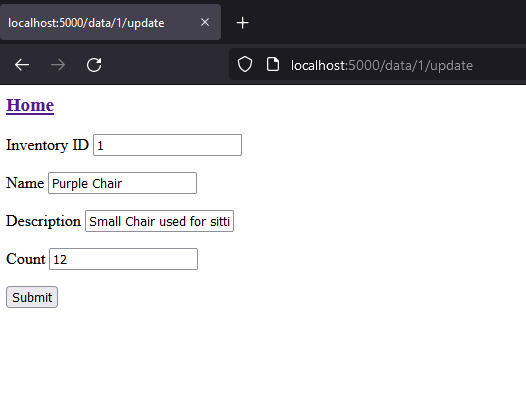 localhost:5000/data/1/update
localhost:5000/data/1/update
Home
Inventory ID 1
Name Purple Chair
Description Small Chair used for sitti
Count 12
Submit